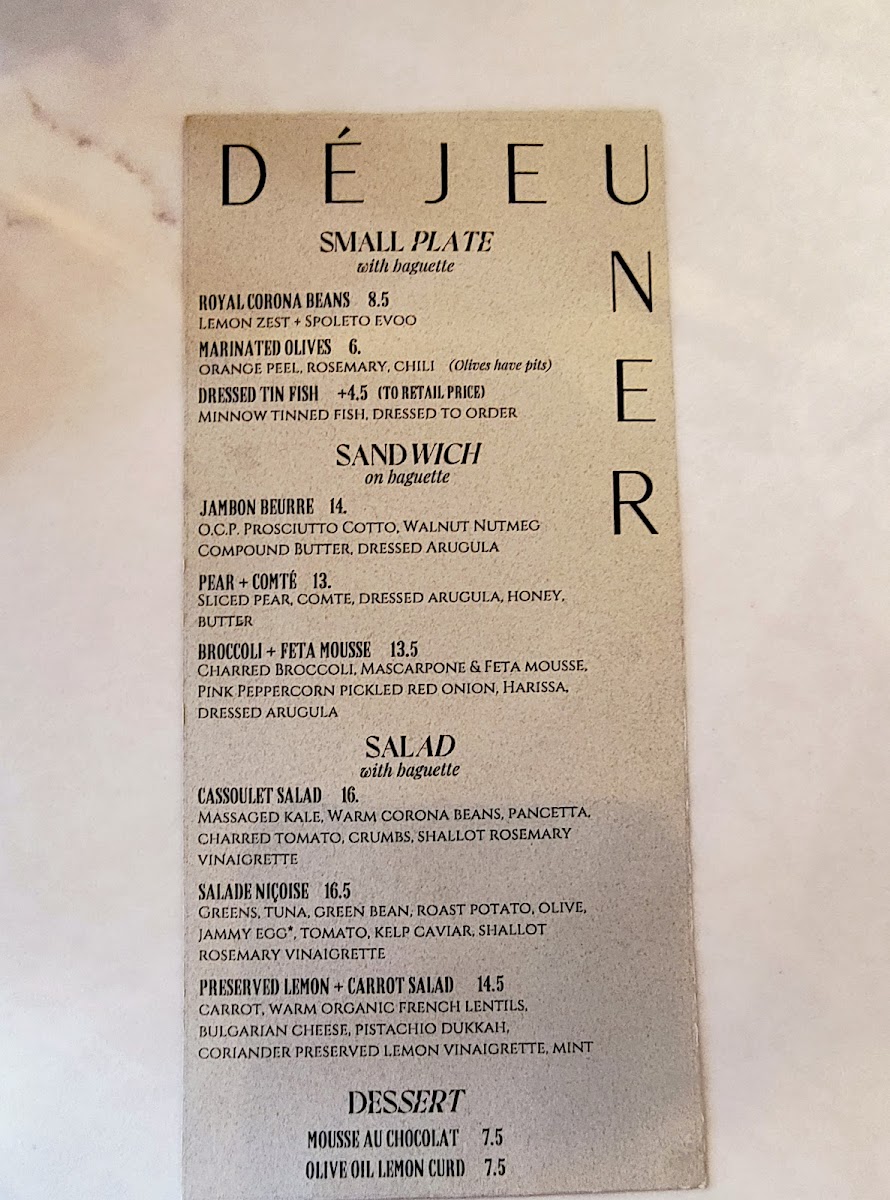 DÉJEUNER
SMALL PLATE
with baguette
ROYAL CORONA BEANS 8.5
LEMON ZEST + SPOLETO EVOO
MARINATED OLIVES 6.
ORANGE PEEL, ROSEMARY, CHILI (Olives have pits)
DRESSED TIN FISH +4.5 (TO RETAIL PRICE)
MINNOW TINNED FISH, DRESSED TO ORDER
SANDWICH
on baguette
JAMBON BEURRE 14.
O.C.P. PROSCIUTTO COTTO, WALNUT NUTMEG
COMPOUND BUTTER, DRESSED ARUGULA
PEAR + COMTÉ 13.
SLICED PEAR, COMTE, DRESSED ARUGULA, HONEY,
BUTTER
BROCCOLI + FETA MOUSSE 13.5
CHARRED BROCCOLI, MASCARPONE & FETA MOUSSE,
PINK PEPPERCORN PICKLED RED ONION, HARISSA,
DRESSED ARUGULA
SALAD
with baguette
CASSOULET SALAD 16.
MASSAGED KALE, WARM CORONA BEANS, PANCETTA,
CHARRED TOMATO, CRUMBS, SHALLOT ROSEMARY
VINAIGRETTE
SALADE NIÇOISE 16.5
GREENS, TUNA, GREEN BEAN, ROAST POTATO, OLIVE,
JAMMY EGG*, TOMATO, KELP CAVIAR, SHALLOT
ROSEMARY VINAIGRETTE
PRESERVED LEMON + CARROT SALAD 14.5
CARROT, WARM ORGANIC FRENCH LENTILS,
BULGARIAN CHEESE, PISTACHIO DUKKAH,
CORIANDER PRESERVED LEMON VINAIGRETTE, MINT
DESSERT
MOUSSE AU CHOCOLAT 7.5
OLIVE OIL LEMON CURD 7.5